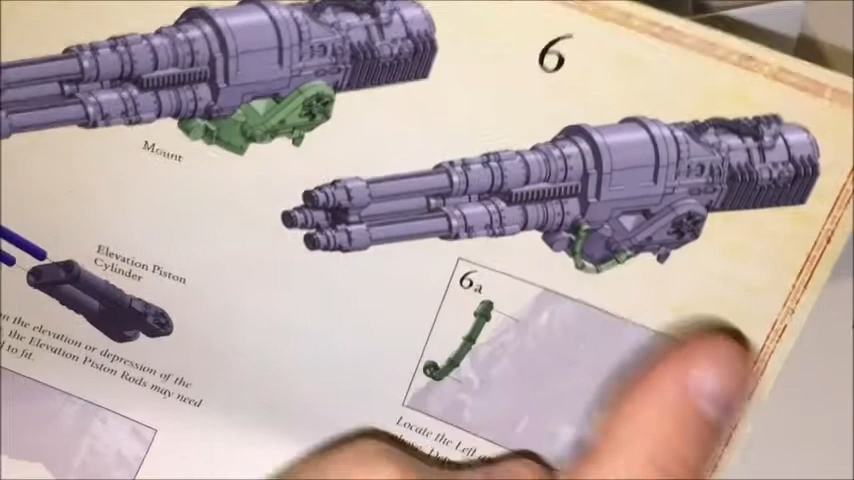 6
Mount
Elevation Piston
Cylinder
on the elevation or depression of the
the Elevation Piston Rods may need
to fit.
6a
Locate the Left